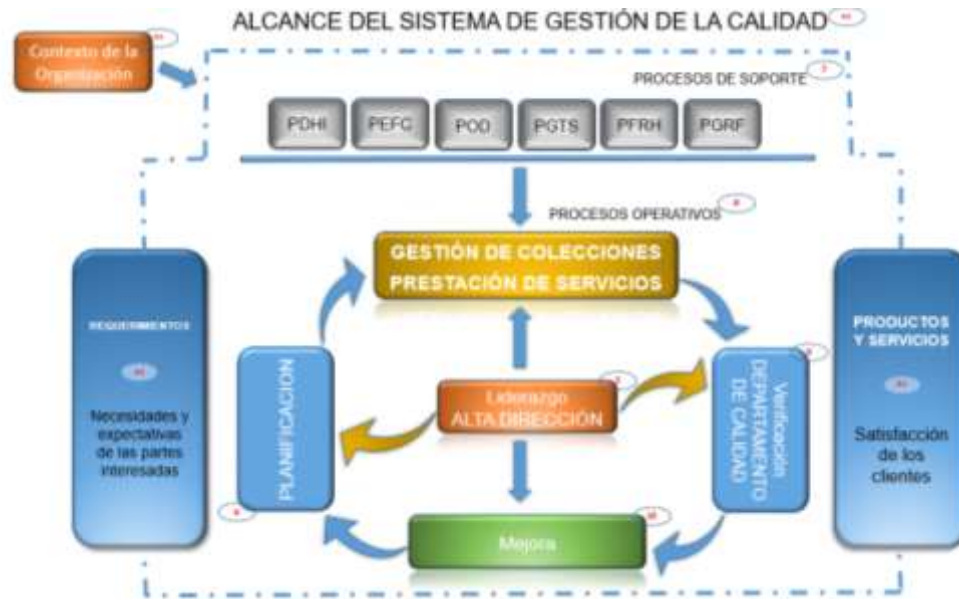 ALCANCE DEL SISTEMA DE GESTIÓN DE LA CALIDAD
Contexto de la
Organización
PROCESOS DE SOPORTE
PDHI
PEFC
POD
PGTS
PFRH
PGRF
PROCESOS OPERATIVOS
GESTIÓN DE COLECCIONES
PRESTACIÓN DE SERVICIOS
REQUERIMIENTOS
Necesidades y
expectativas
de las partes
interesadas
PLANIFICACION
Liderazgo
ALTA DIRECCIÓN
Verificación
DEPARTAMENTO
DE CALIDAD
PRODUCTOS
Y SERVICIOS
Satisfacción
de los
clientes
Mejora